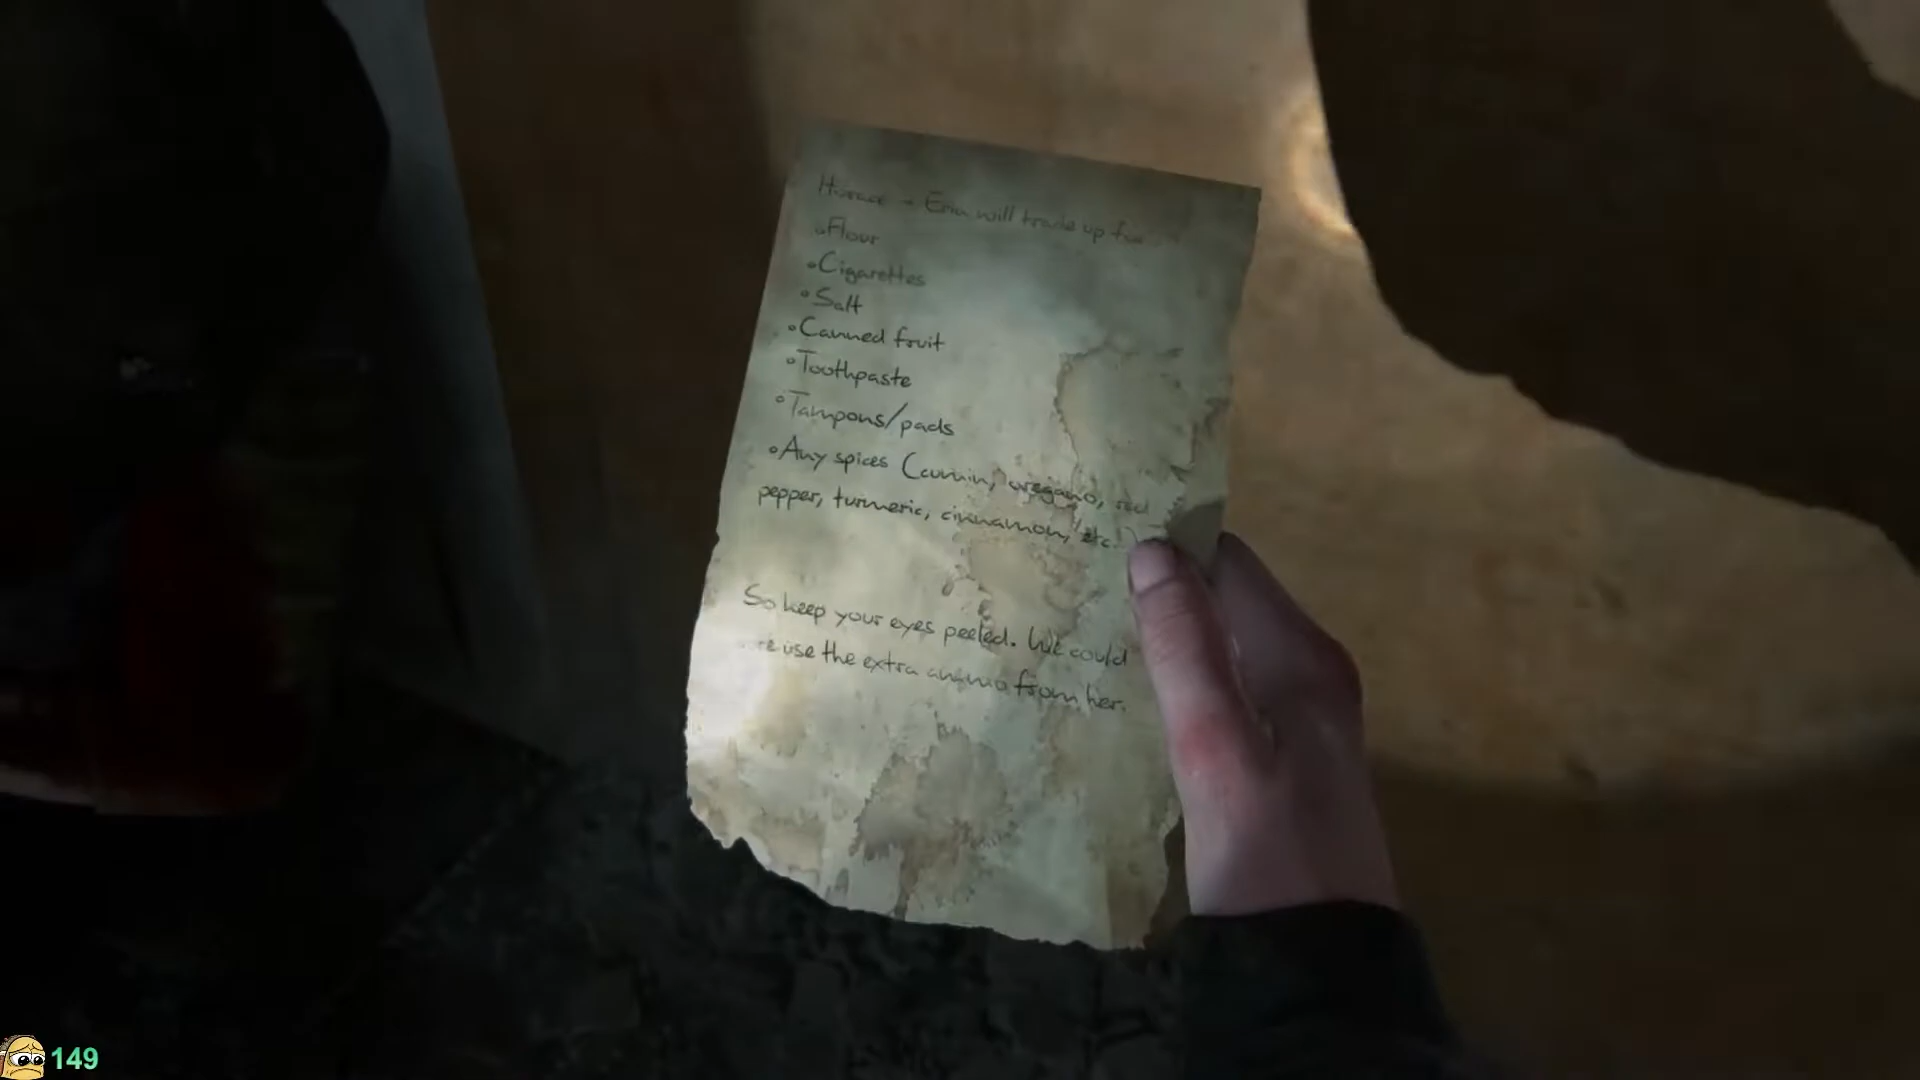 Horace - Erin will trade up for
•Flour
•Cigarettes
•Salt
•Canned fruit
•Toothpaste
•Tampons/pads
•Any spices (cumin, oregano, red
pepper, turmeric, cinnamon, etc.)
So keep your eyes peeled. We could
use the extra ammo from her.
149